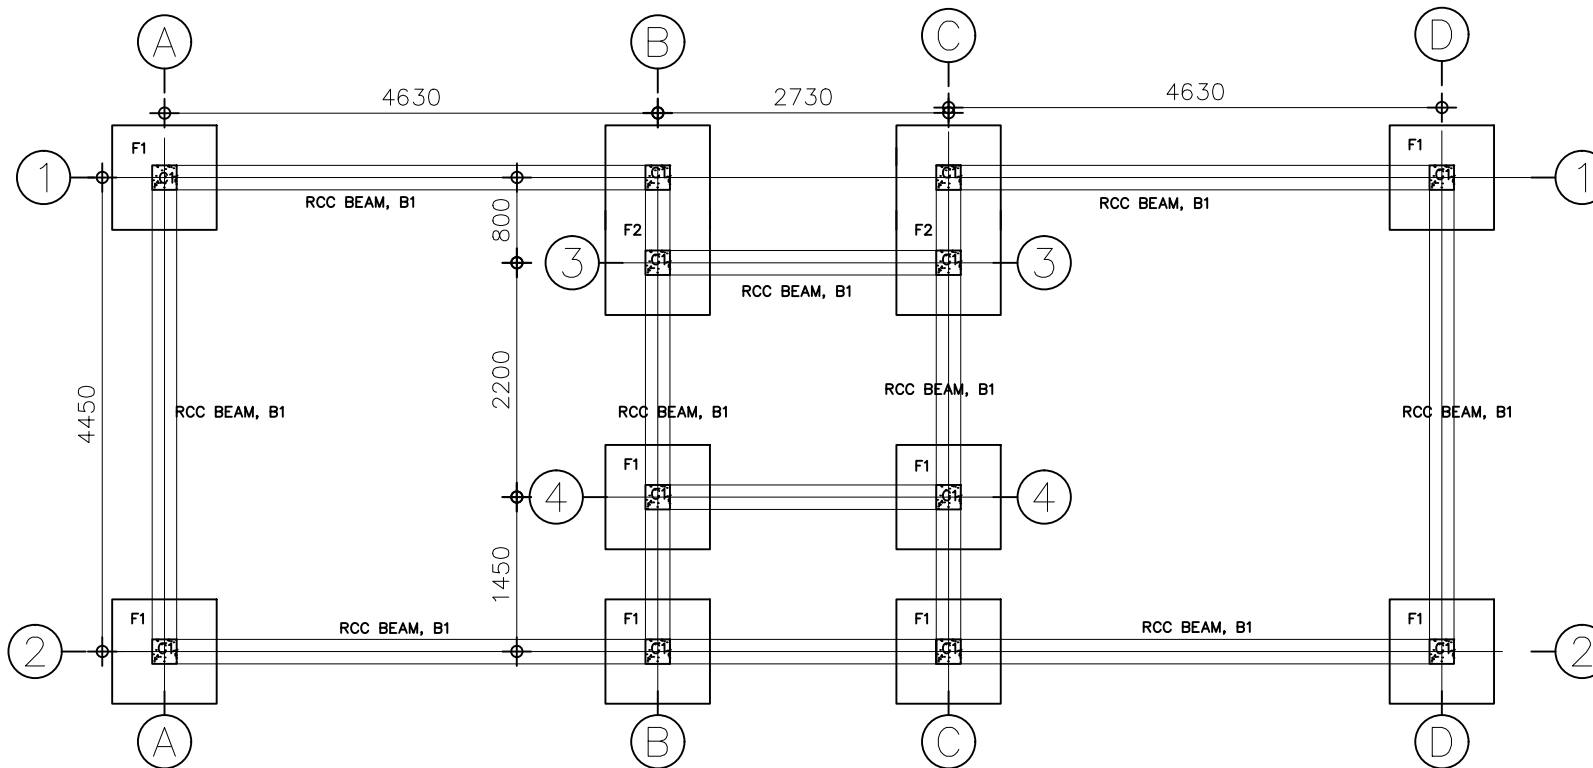 A
B
C
D
4630
2730
4630
F1
F1
1
C1
C1
C1
C1
1
RCC BEAM, B1
RCC BEAM, B1
800
F2
F2
3
C1
C1
3
RCC BEAM, B1
2200
4450
RCC BEAM, B1
RCC BEAM, B1
RCC BEAM, B1
RCC BEAM, B1
F1
F1
4
C1
C1
4
1450
F1
F1
F1
F1
RCC BEAM, B1
RCC BEAM, B1
2
C1
C1
C1
C1
2
A
B
C
D